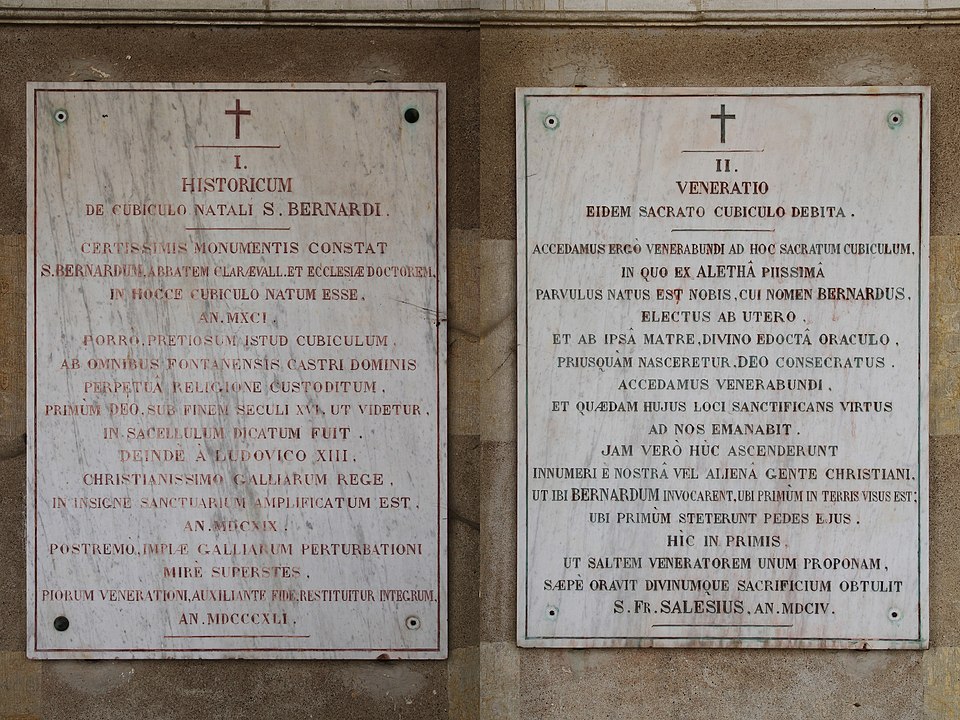 I.
HISTORICUM
DE CUBICULO NATALI S. BERNARDI.
CERTISSIMIS MONUMENTIS CONSTAT
S. BERNARDUM, ABBATEM CLARÆVALL. ET ECCLESIÆ DOCTOREM,
IN HOCCE CUBICULO NATUM ESSE,
AN. MXCI.
PORRO, PRETIOSUM ISTUD CUBICULUM,
AB OMNIBUS FONTANENSIS CASTRI DOMINIS
PERPETUA RELIGIONE CUSTODITUM,
PRIMÙM DEO, SUB FINEM SECULI XVI, UT VIDETUR,
IN SACELLULUM DICATUM FUIT.
DEINDÈ À LUDOVICO XIII,
CHRISTIANISSIMO GALLIARUM REGE,
IN INSIGNE SANCTUARIUM AMPLIFICATUM EST,
AN. MDCXIX.
POSTREMÒ, IMPIÆ GALLIARUM PERTURBATIONI
MIRÈ SUPERSTES,
PIORUM VENERATIONI, AUXILIANTE FIDE, RESTITUITUR INTEGRUM,
AN. MDCCCXLI.
II.
VENERATIO
EIDEM SACRATO CUBICULO DEBITA.
ACCEDAMUS ERGÒ VENERABUNDI AD HOC SACRATUM CUBICULUM,
IN QUO EX ALETHÂ PIISSIMÂ
PARVULUS NATUS EST NOBIS, CUI NOMEN BERNARDUS,
ELECTUS AB UTERO,
ET AB IPSÂ MATRE, DIVINO EDOCTÂ ORACULO,
PRIUSQUÀM NASCERETUR, DEO CONSECRATUS.
ACCEDAMUS VENERABUNDI,
ET QUÆDAM HUJUS LOCI SANCTIFICANS VIRTUS
AD NOS EMANABIT.
JAM VERÒ HÙC ASCENDERUNT
INNUMERI È NOSTRÂ VEL ALIENÂ GENTE CHRISTIANI,
UT IBI BERNARDUM INVOCARENT, UBI PRIMÙM IN TERRIS VISUS EST;
UBI PRIMÙM STETERUNT PEDES EJUS.
HÌC IN PRIMIS,
UT SALTEM VENERATOREM UNUM PROPONAM,
SÆPÈ ORAVIT DIVINUMQUE SACRIFICIUM OBTULIT
S. FR. SALESIUS, AN. MDCIV.